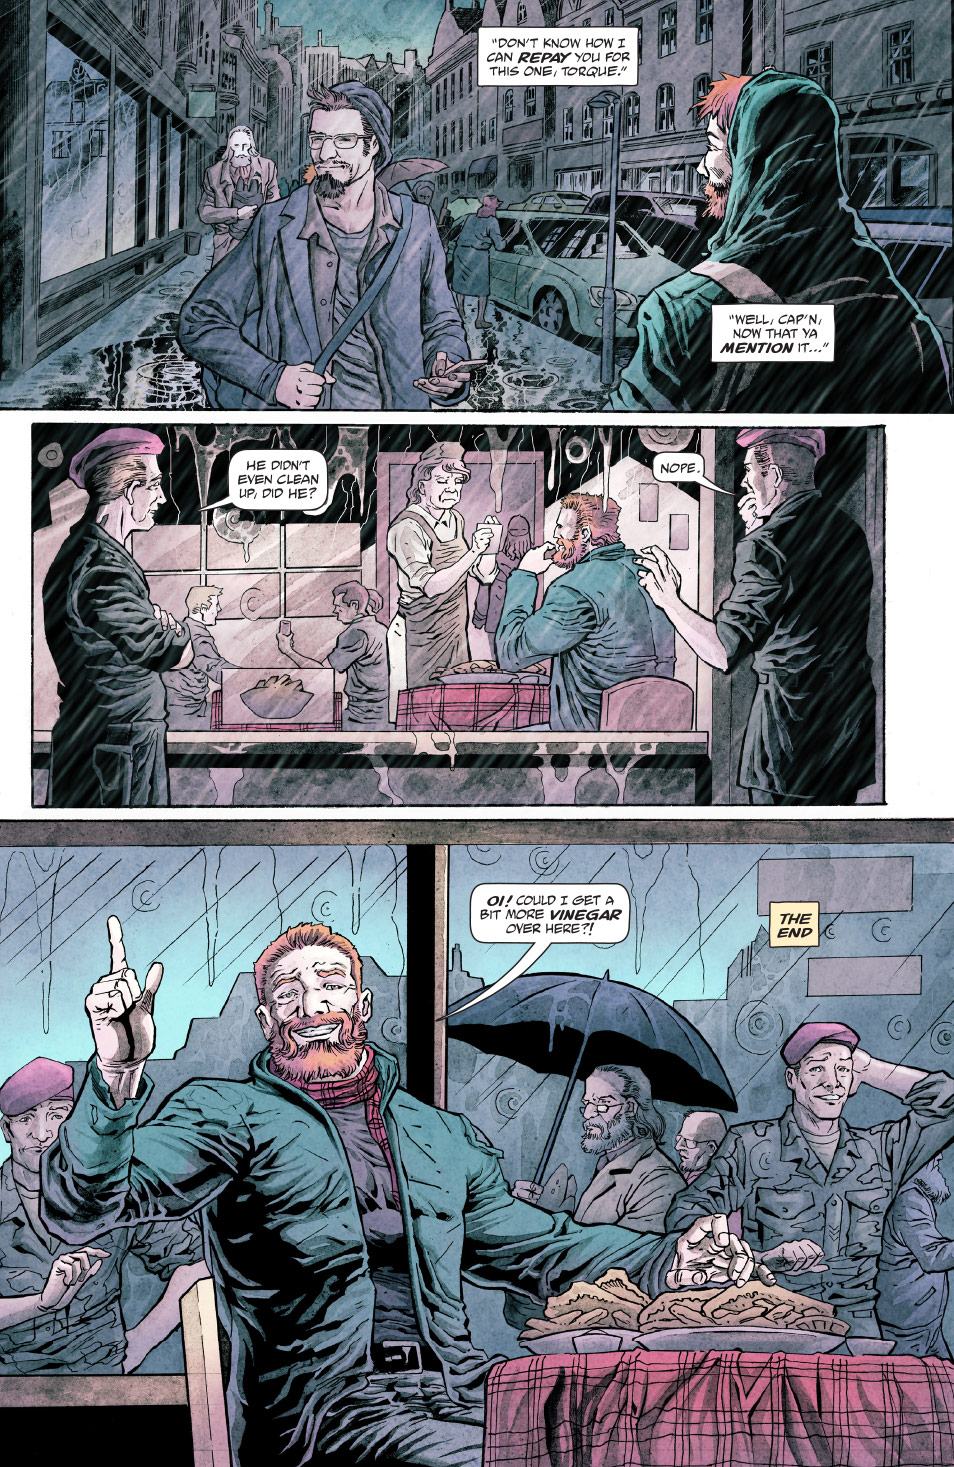 "DON'T KNOW HOW I
CAN REPAY YOU FOR
THIS ONE, TORQUE."
"WELL, CAP'N,
NOW THAT YA
MENTION IT..."
HE DIDN'T
EVEN CLEAN
UP, DID HE?
NOPE.
OI! COULD I GET A
BIT MORE VINEGAR
OVER HERE?!
THE
END